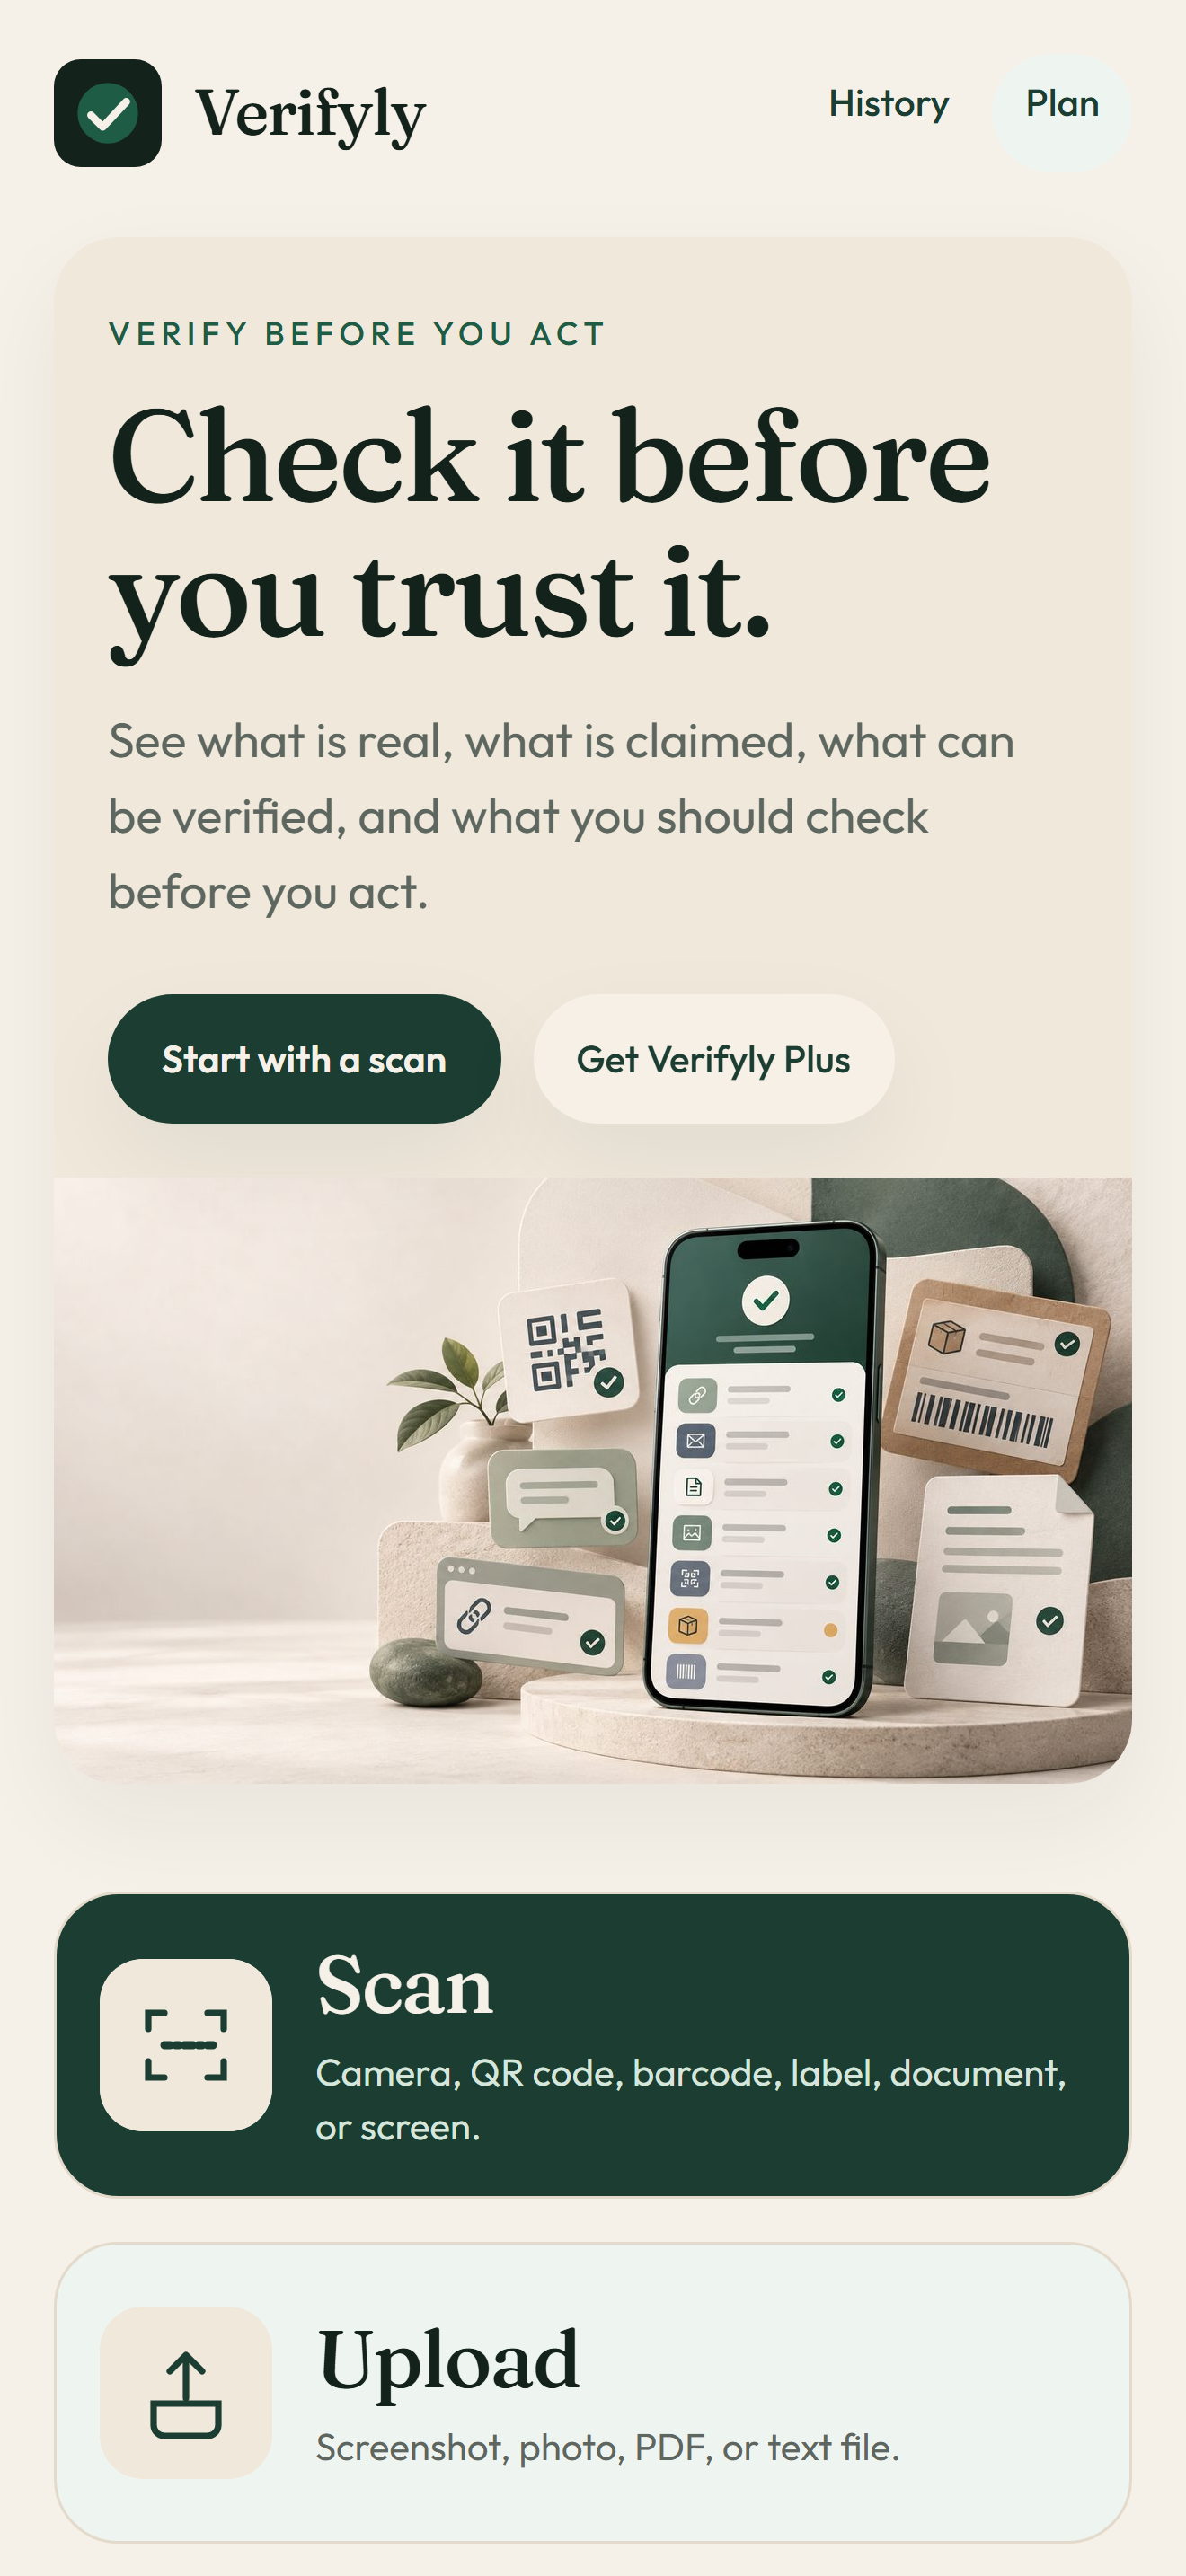 Verifyly
History
Plan
VERIFY BEFORE YOU ACT
Check it before
you trust it.
See what is real, what is claimed, what can
be verified, and what you should check
before you act.
Start with a scan
Get Verifyly Plus
Scan
Camera, QR code, barcode, label, document,
or screen.
Upload
Screenshot, photo, PDF, or text file.